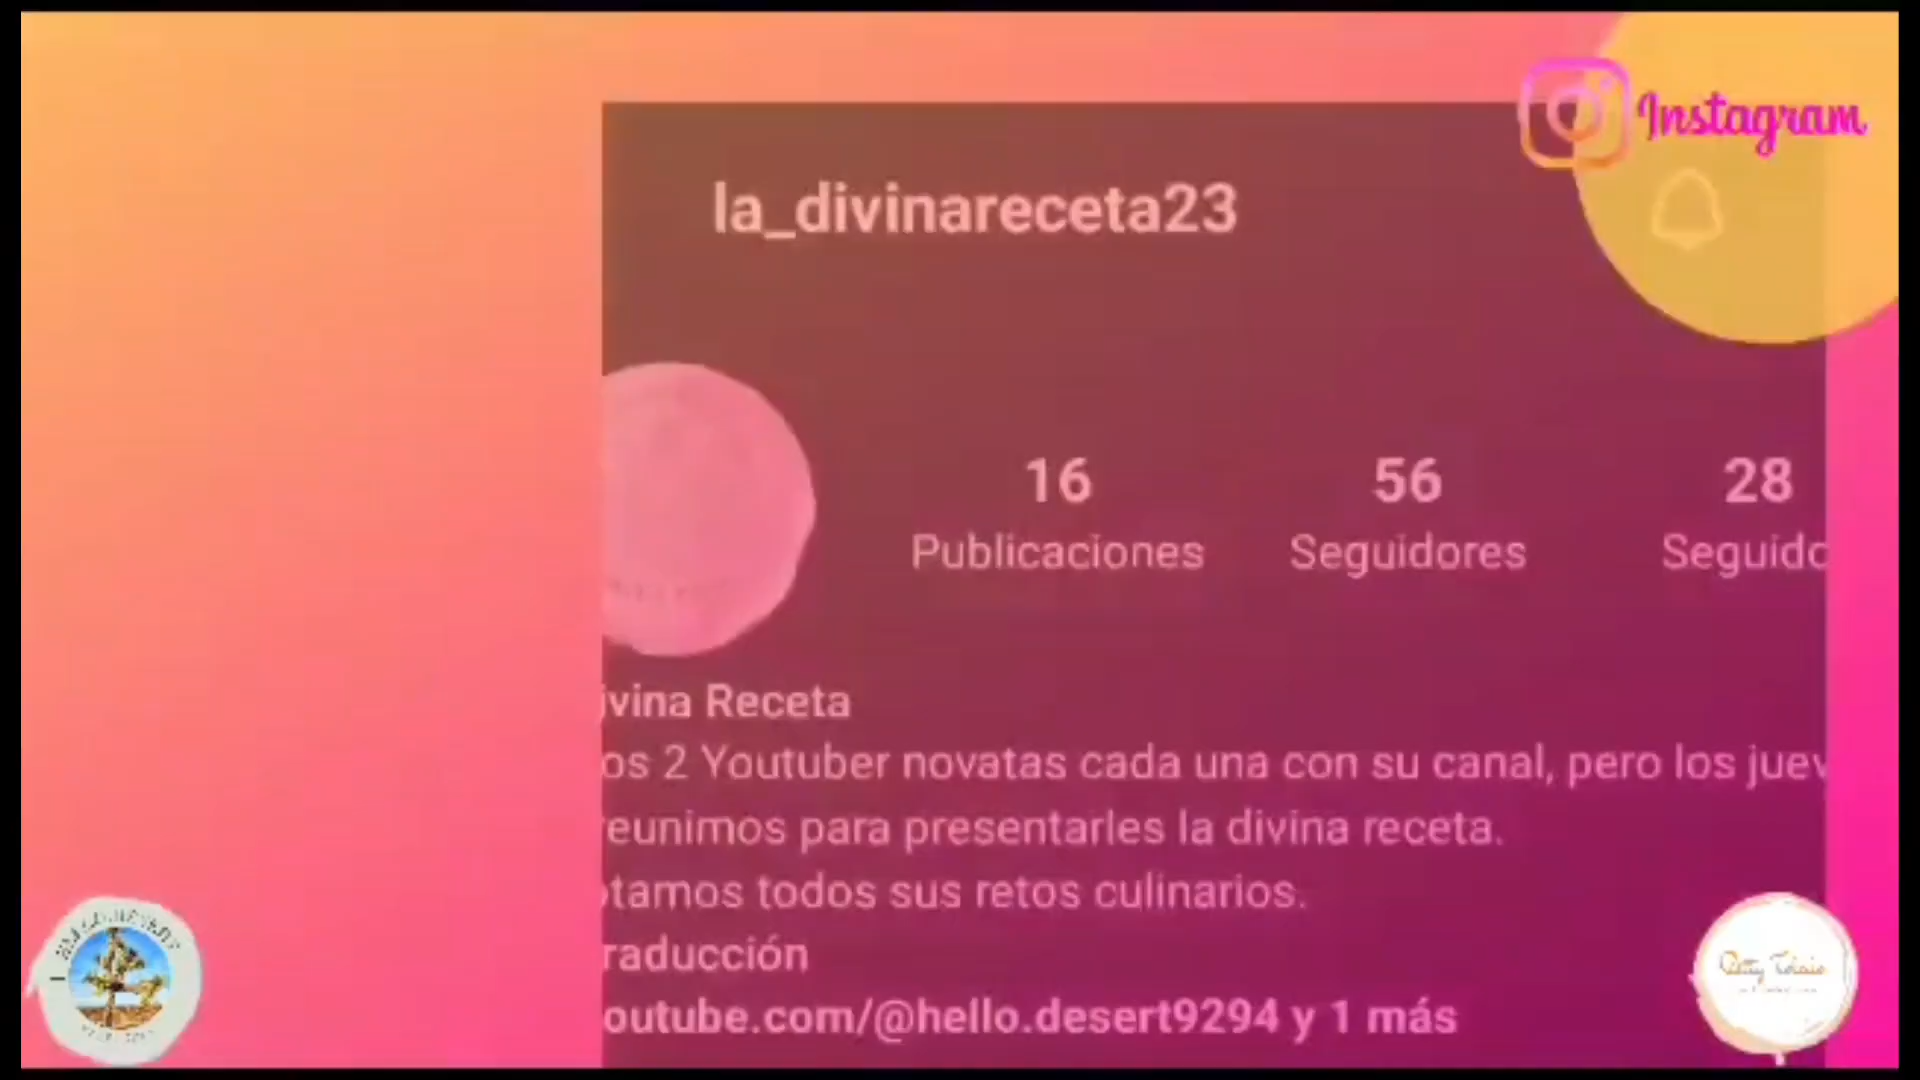 Instagram
la_divinareceta23
16 56 28
Publicaciones Seguidores Seguido
ivina Receta
os 2 Youtuber novatas cada una con su canal, pero los juev
reunimos para presentarles la divina receta.
tamos todos sus retos culinarios.
raducción
outube.com/@hello.desert9294 y 1 más